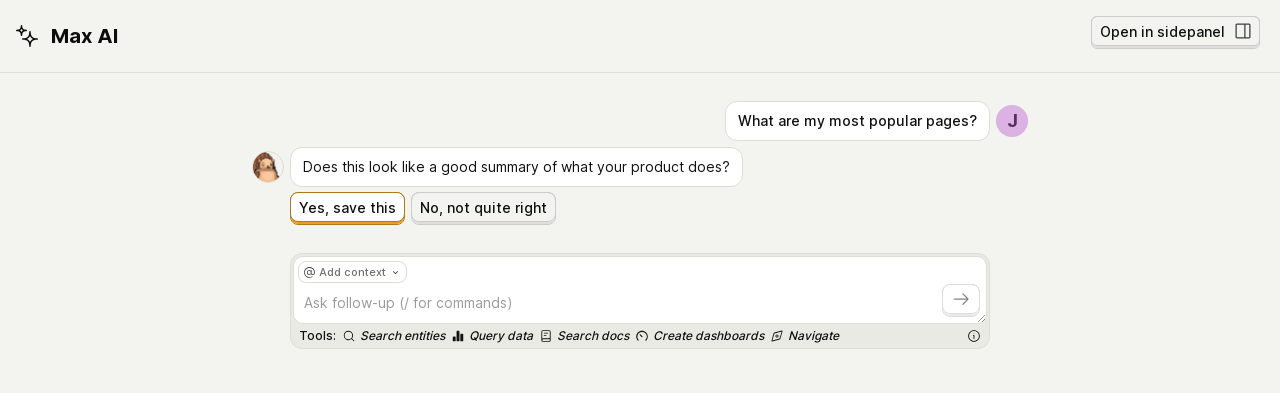 Max AI
Open in sidepanel
What are my most popular pages?
J
Does this look like a good summary of what your product does?
Yes, save this
No, not quite right
@ Add context
Ask follow-up (/ for commands)
Tools: Search entities Query data Search docs Create dashboards Navigate